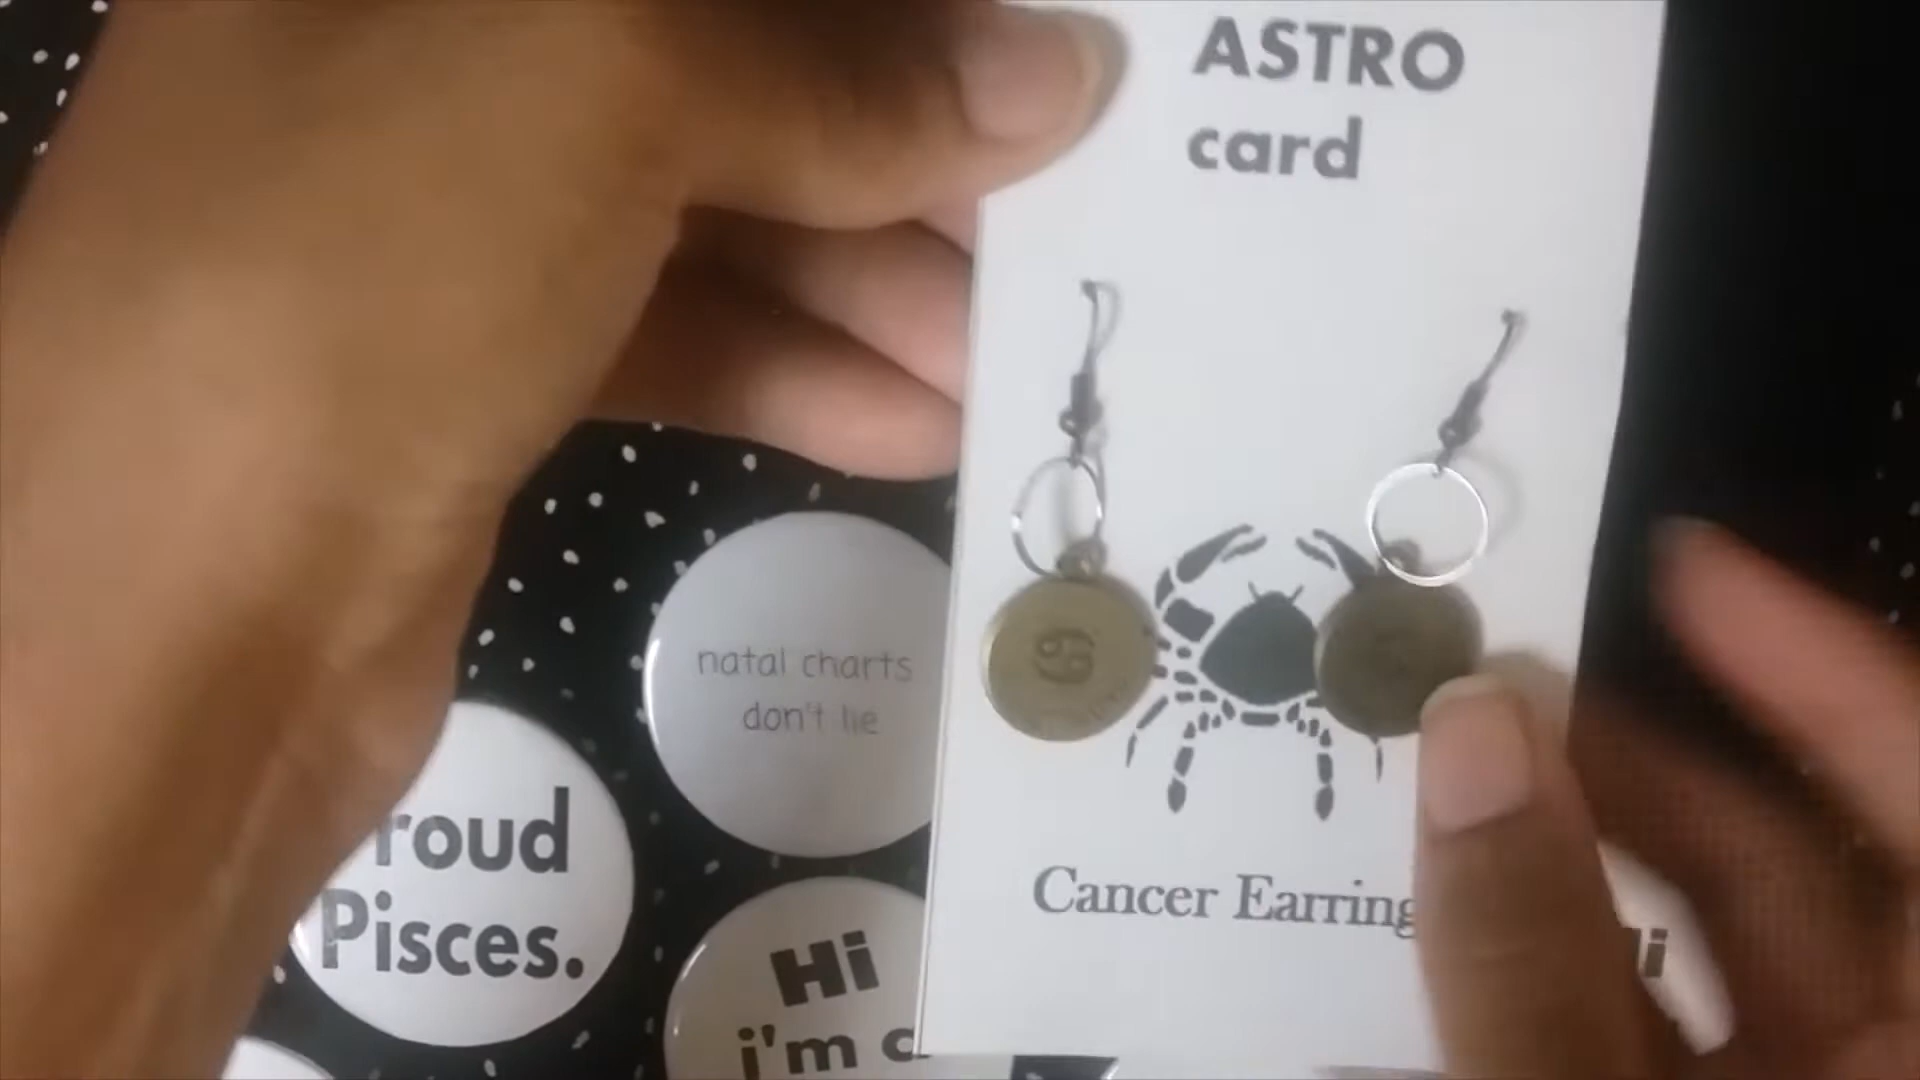 ASTRO
card
Cancer Earring
natal charts
don't lie
roud
Pisces.
Hi
i'm a